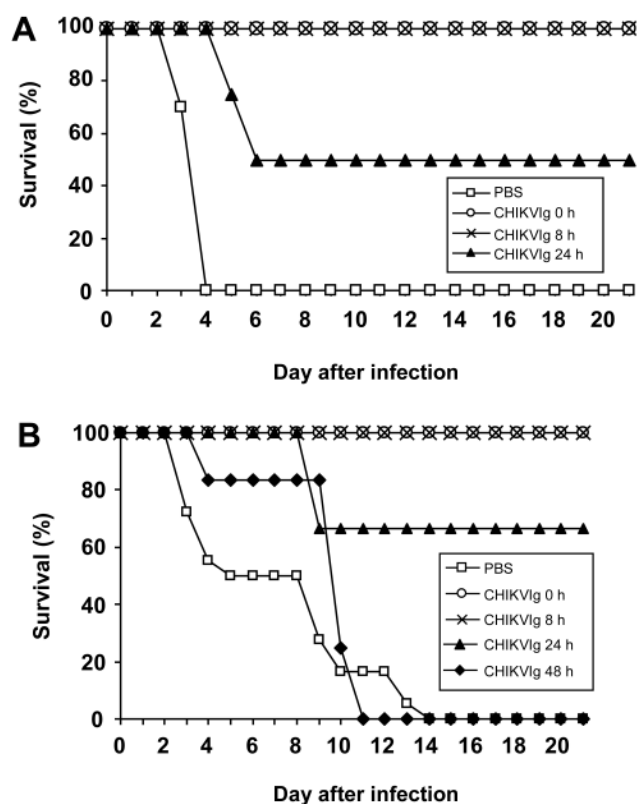 A
Survival (%)
100
80
60
40
20
0
PBS
CHIKVIg 0 h
CHIKVIg 8 h
CHIKVIg 24 h
0 2 4 6 8 10 12 14 16 18 20
Day after infection
B
Survival (%)
100
80
60
40
20
0
PBS
CHIKVIg 0 h
CHIKVIg 8 h
CHIKVIg 24 h
CHIKVIg 48 h
0 2 4 6 8 10 12 14 16 18 20
Day after infection